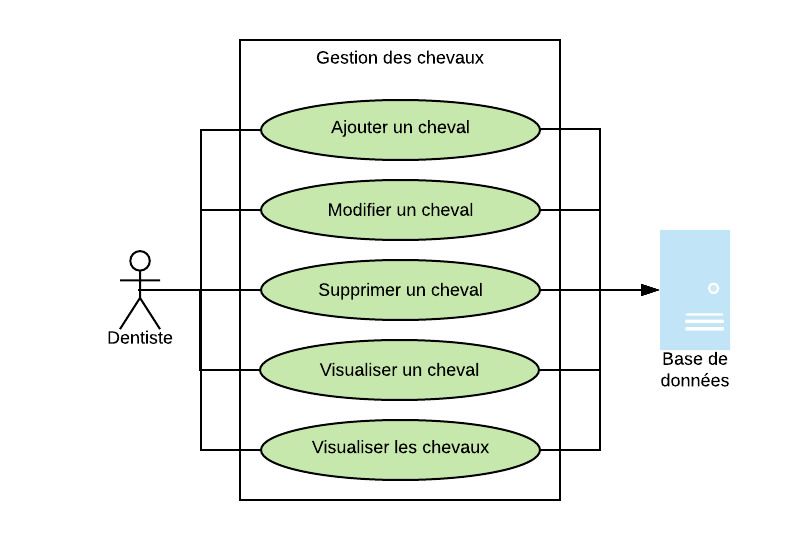 Gestion des chevaux
Ajouter un cheval
Modifier un cheval
Supprimer un cheval
Visualiser un cheval
Visualiser les chevaux
Dentiste
Base de
données